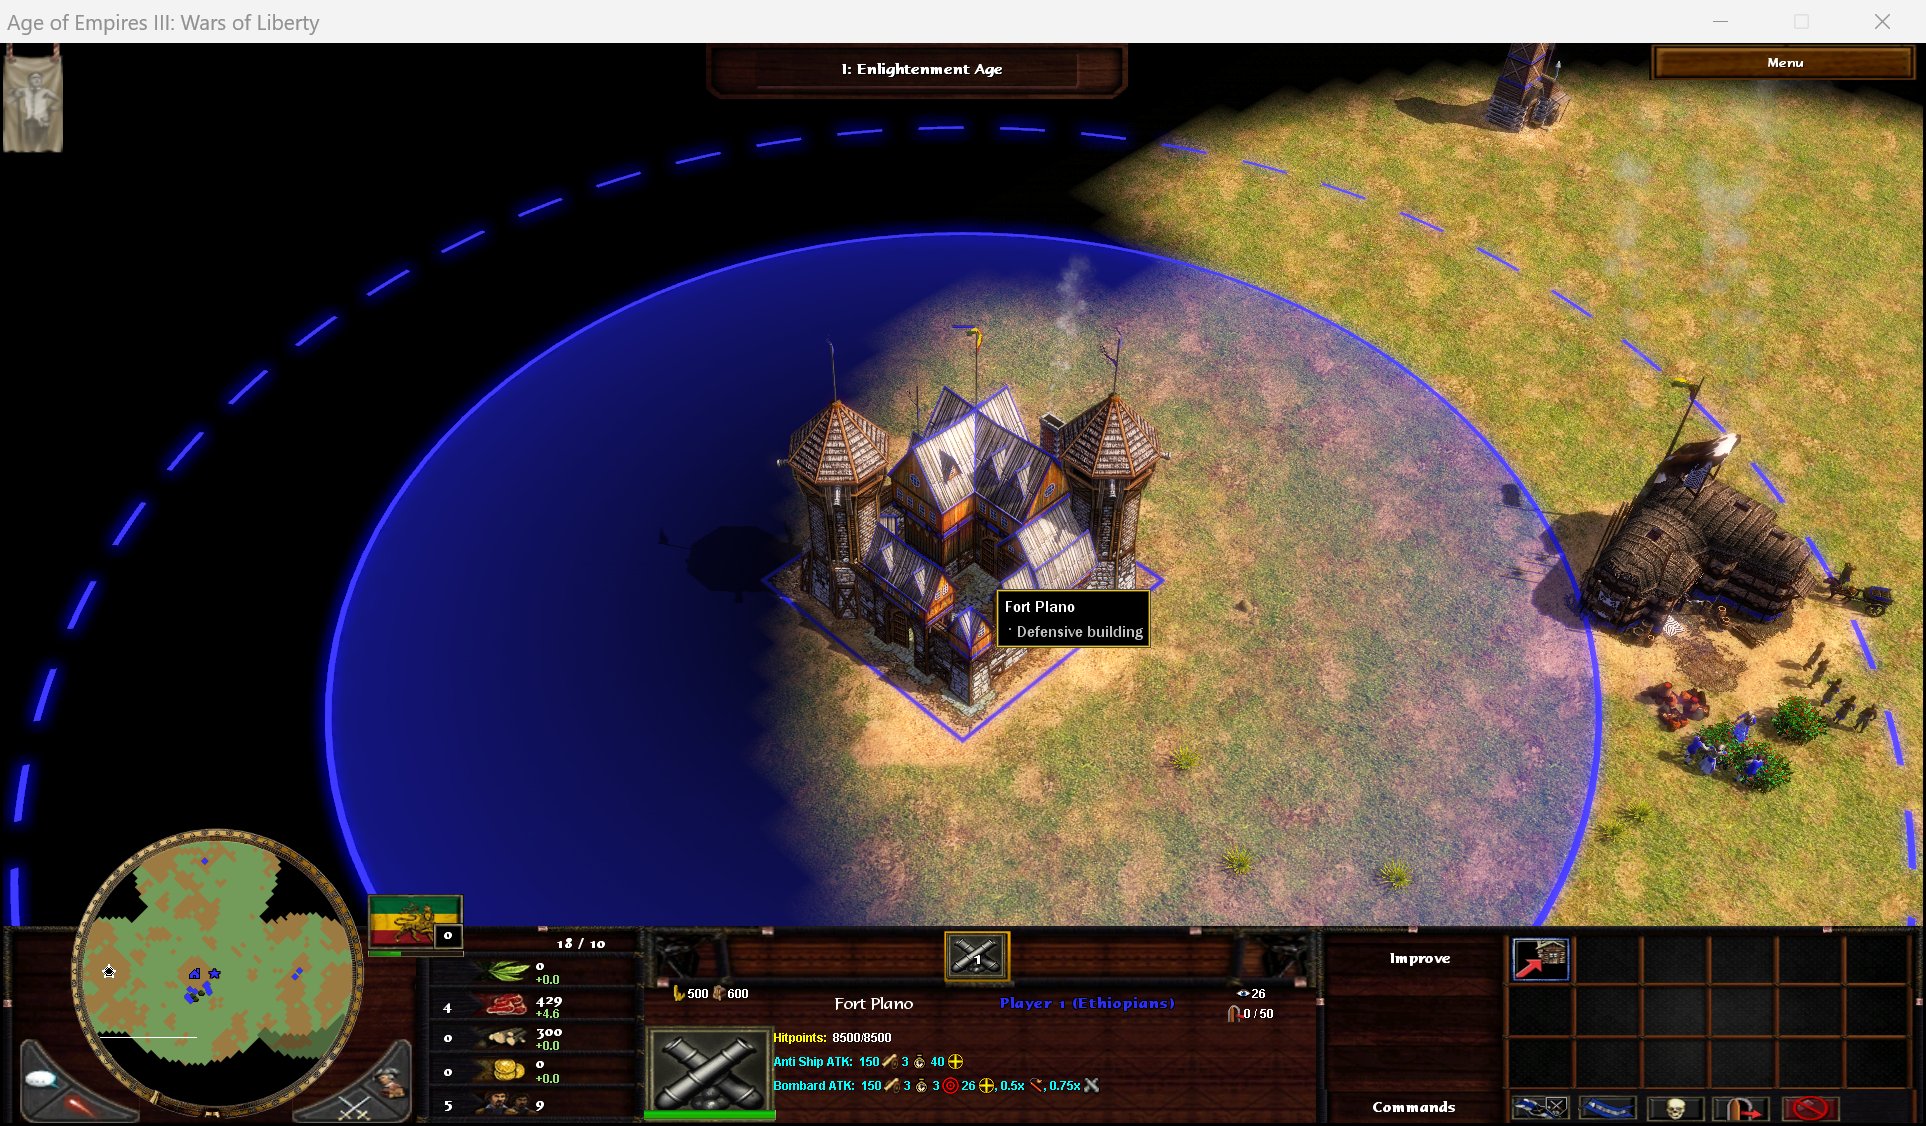 Age of Empires III: Wars of Liberty
1: Enlightenment Age
Menu
Fort Plano
· Defensive building
0
18 / 10
0
+0.0
4 429
+4.6
0 300
+0.0
0 0
+0.0
5 9
1
500 600
Fort Plano
Player 1 (Ethiopians)
26
0 / 50
Hitpoints: 8500/8500
Anti Ship ATK: 150 3 40
Bombard ATK: 150 3 3 26 , 0.5x , 0.75x
Improve
Commands